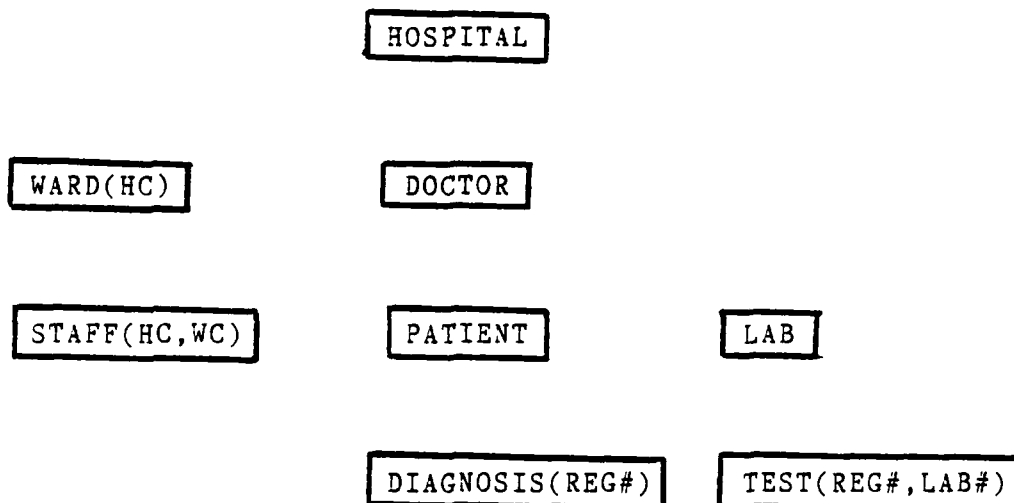 HOSPITAL
WARD(HC) DOCTOR
STAFF(HC,WC) PATIENT LAB
DIAGNOSIS(REG#) TEST(REG#,LAB#)